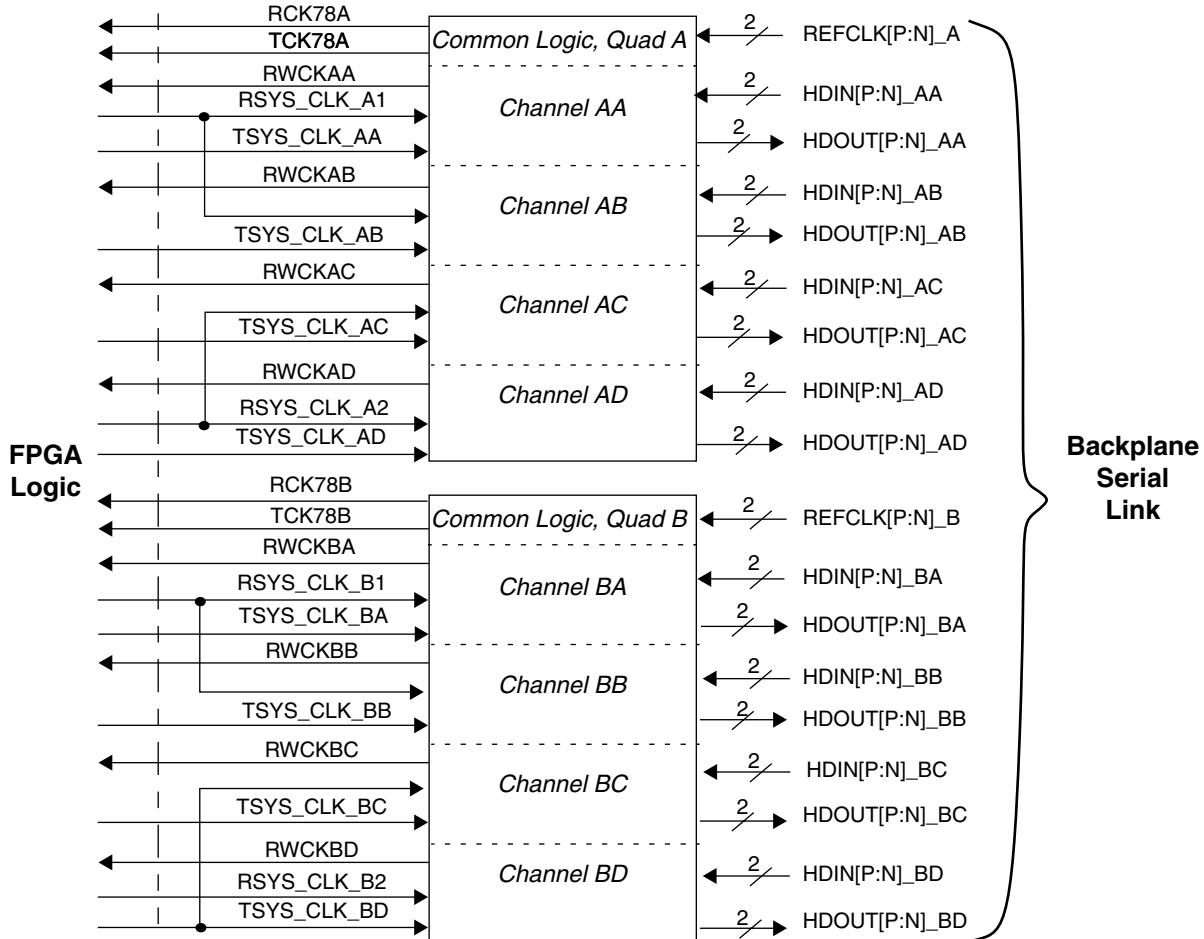 RCK78A
TCK78A
Common Logic, Quad A
2
REFCLK[P:N]_A
RWCKAA
RSYS_CLK_A1
TSYS_CLK_AA
Channel AA
2
HDIN[P:N]_AA
2
HDOUT[P:N]_AA
RWCKAB
TSYS_CLK_AB
Channel AB
2
HDIN[P:N]_AB
2
HDOUT[P:N]_AB
RWCKAC
TSYS_CLK_AC
Channel AC
2
HDIN[P:N]_AC
2
HDOUT[P:N]_AC
RWCKAD
RSYS_CLK_A2
TSYS_CLK_AD
Channel AD
2
HDIN[P:N]_AD
2
HDOUT[P:N]_AD
FPGA
Logic
Backplane
Serial
Link
RCK78B
TCK78B
Common Logic, Quad B
2
REFCLK[P:N]_B
RWCKBA
RSYS_CLK_B1
TSYS_CLK_BA
Channel BA
2
HDIN[P:N]_BA
2
HDOUT[P:N]_BA
RWCKBB
TSYS_CLK_BB
Channel BB
2
HDIN[P:N]_BB
2
HDOUT[P:N]_BB
RWCKBC
TSYS_CLK_BC
Channel BC
2
HDIN[P:N]_BC
2
HDOUT[P:N]_BC
RWCKBD
RSYS_CLK_B2
TSYS_CLK_BD
Channel BD
2
HDIN[P:N]_BD
2
HDOUT[P:N]_BD